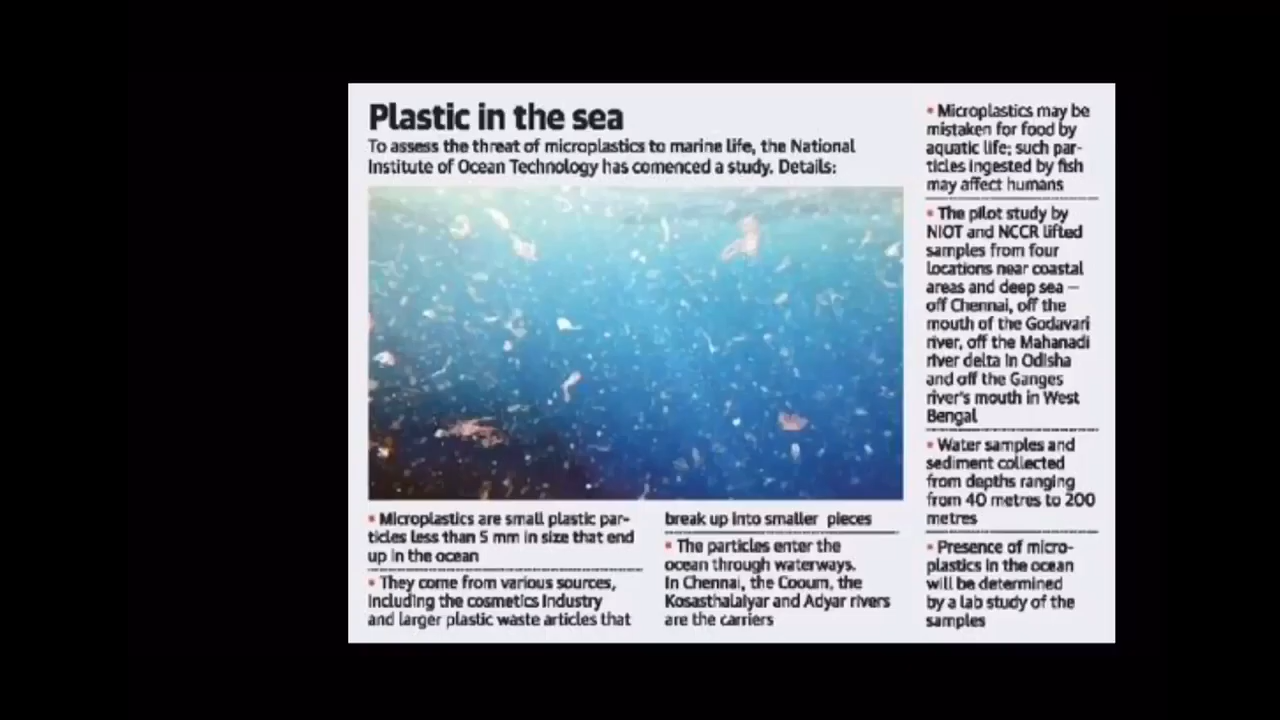 Plastic in the sea
To assess the threat of microplastics to marine life, the National
Institute of Ocean Technology has comenced a study. Details:
• Microplastics are small plastic par-
ticles less than 5 mm in size that end
up in the ocean
• They come from various sources,
including the cosmetics industry
and larger plastic waste articles that
break up into smaller pieces
• The particles enter the
ocean through waterways.
In Chennai, the Cooum, the
Kosasthalaiyar and Adyar rivers
are the carriers
• Microplastics may be
mistaken for food by
aquatic life; such par-
ticles ingested by fish
may affect humans
• The pilot study by
NIOT and NCCR lifted
samples from four
locations near coastal
areas and deep sea —
off Chennai, off the
mouth of the Godavari
river, off the Mahanadi
river delta in Odisha
and off the Ganges
river's mouth in West
Bengal
• Water samples and
sediment collected
from depths ranging
from 40 metres to 200
metres
• Presence of micro-
plastics in the ocean
will be determined
by a lab study of the
samples